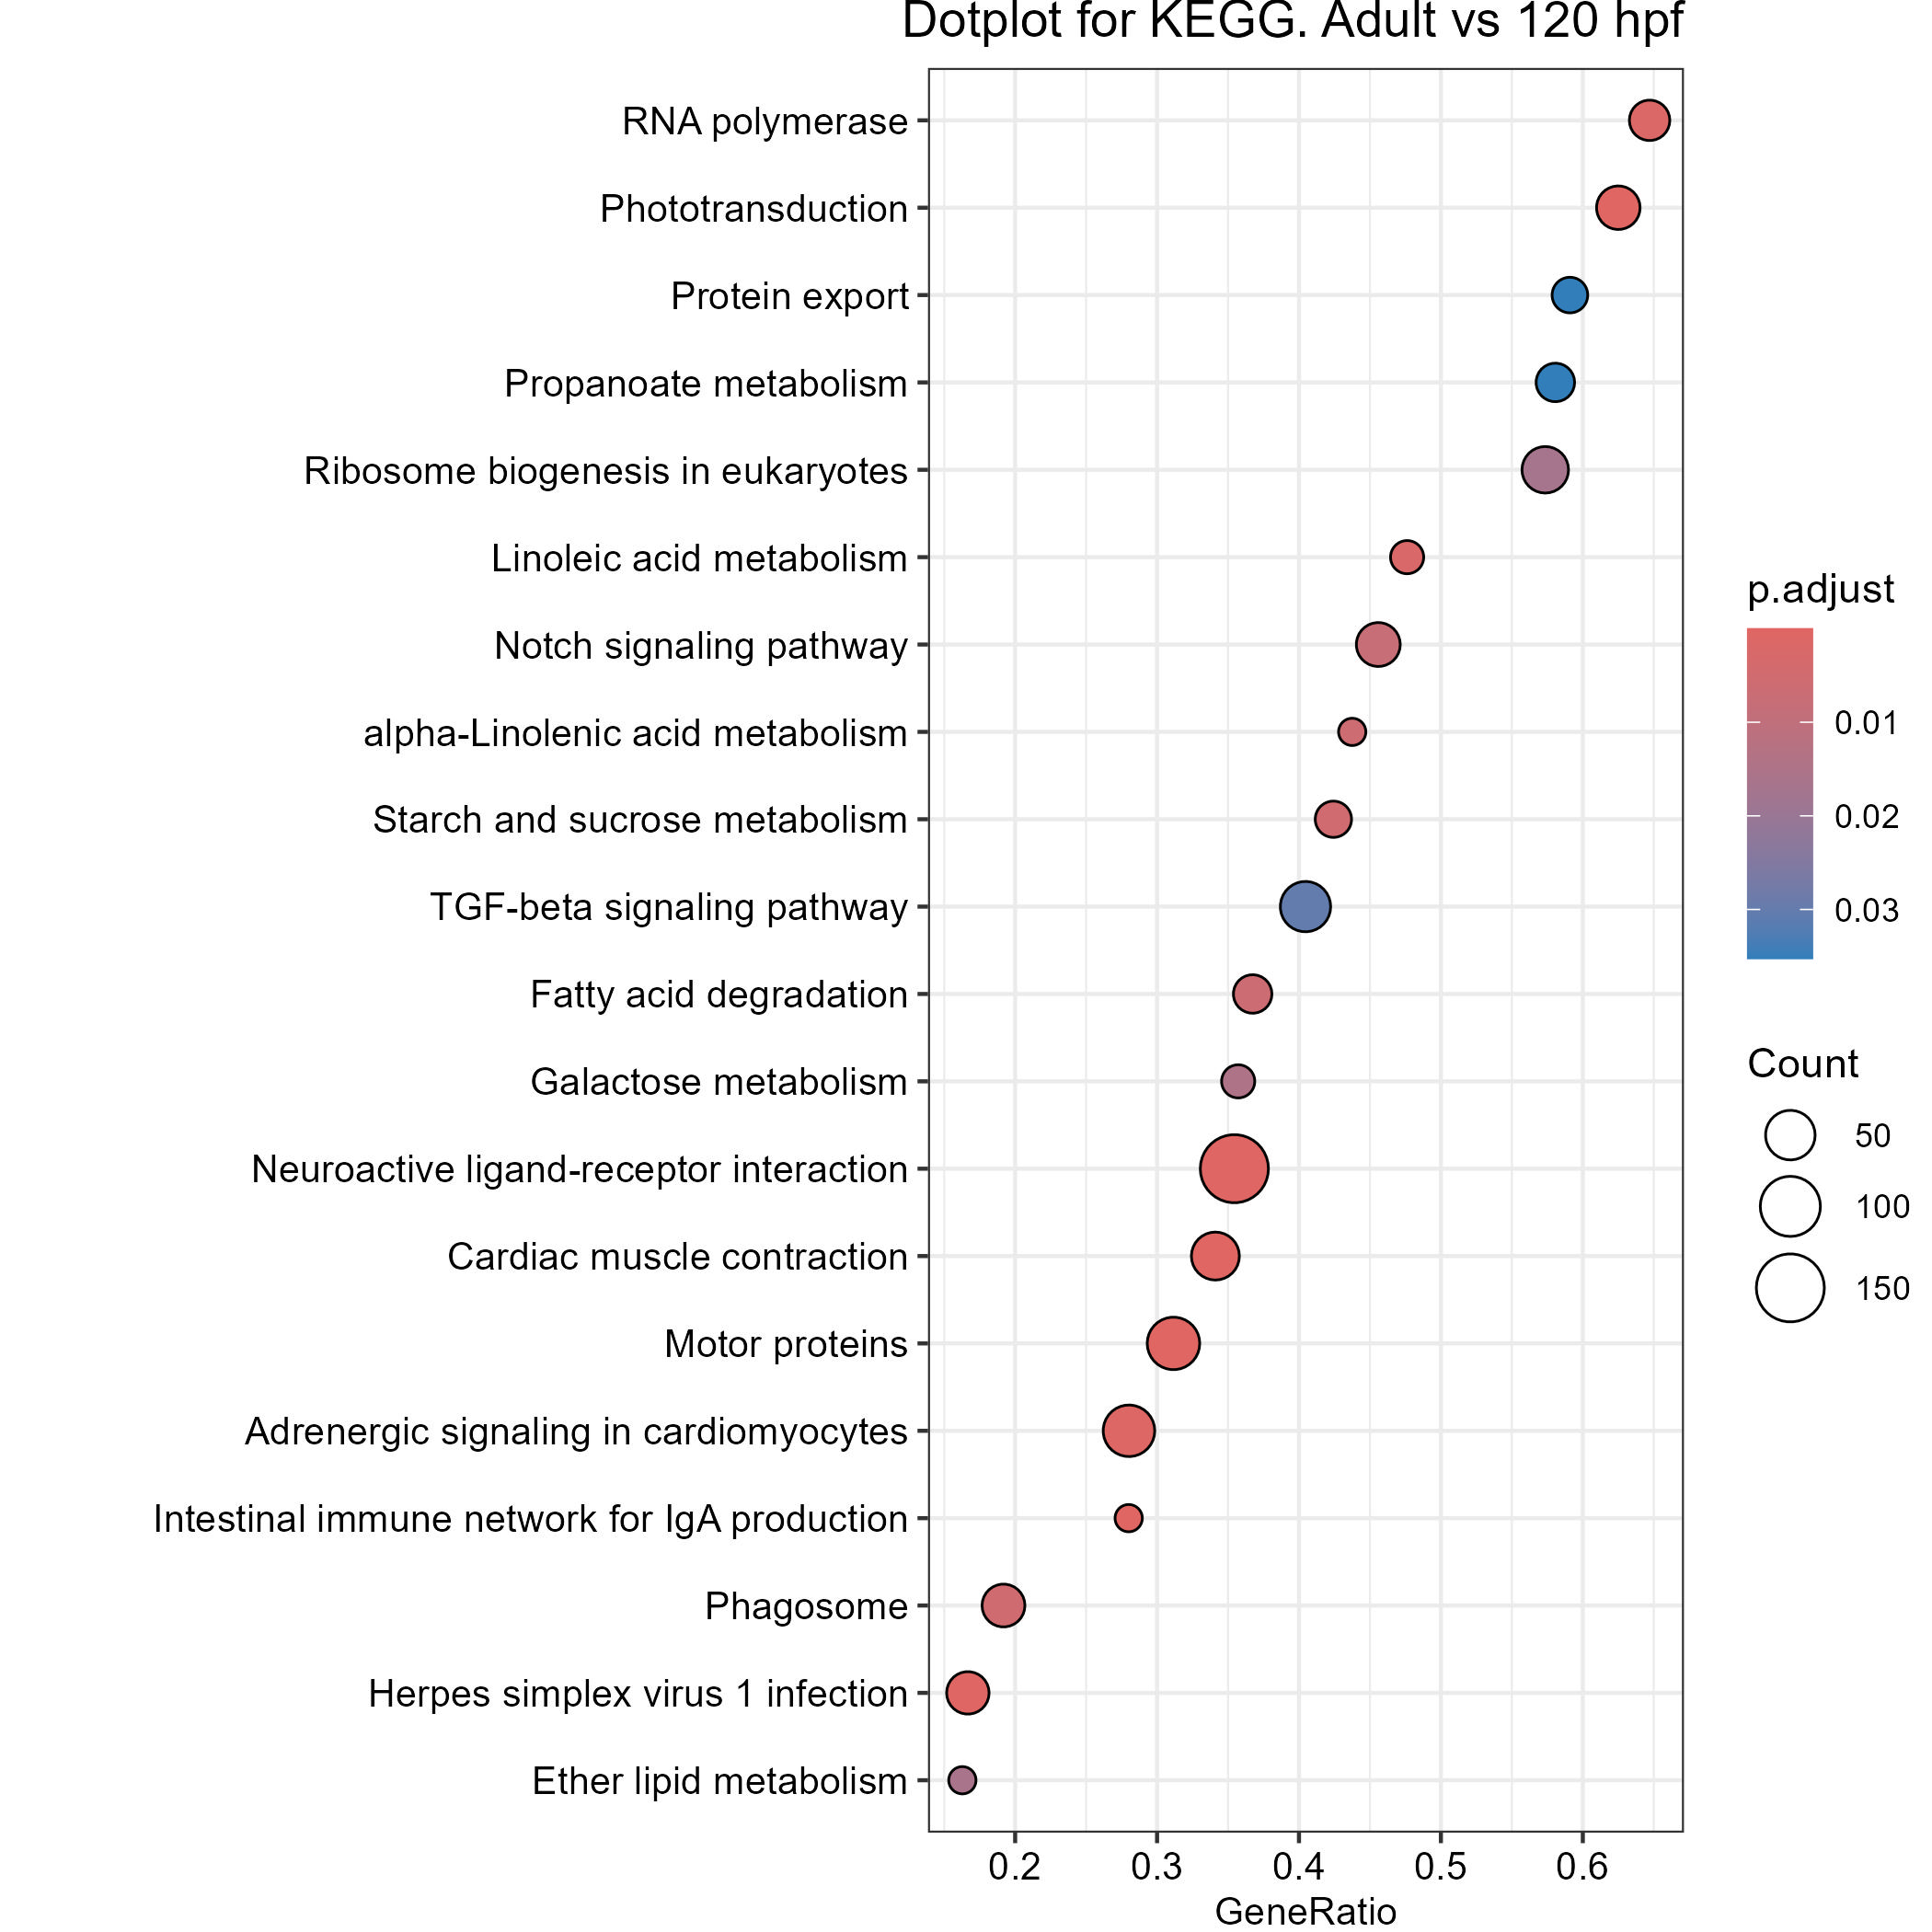 Dotplot for KEGG. Adult vs 120 hpf
RNA polymerase
Phototransduction
Protein export
Propanoate metabolism
Ribosome biogenesis in eukaryotes
Linoleic acid metabolism
Notch signaling pathway
alpha-Linolenic acid metabolism
Starch and sucrose metabolism
TGF-beta signaling pathway
Fatty acid degradation
Galactose metabolism
Neuroactive ligand-receptor interaction
Cardiac muscle contraction
Motor proteins
Adrenergic signaling in cardiomyocytes
Intestinal immune network for IgA production
Phagosome
Herpes simplex virus 1 infection
Ether lipid metabolism
0.2 0.3 0.4 0.5 0.6
GeneRatio
p.adjust
0.01
0.02
0.03
Count
50
100
150